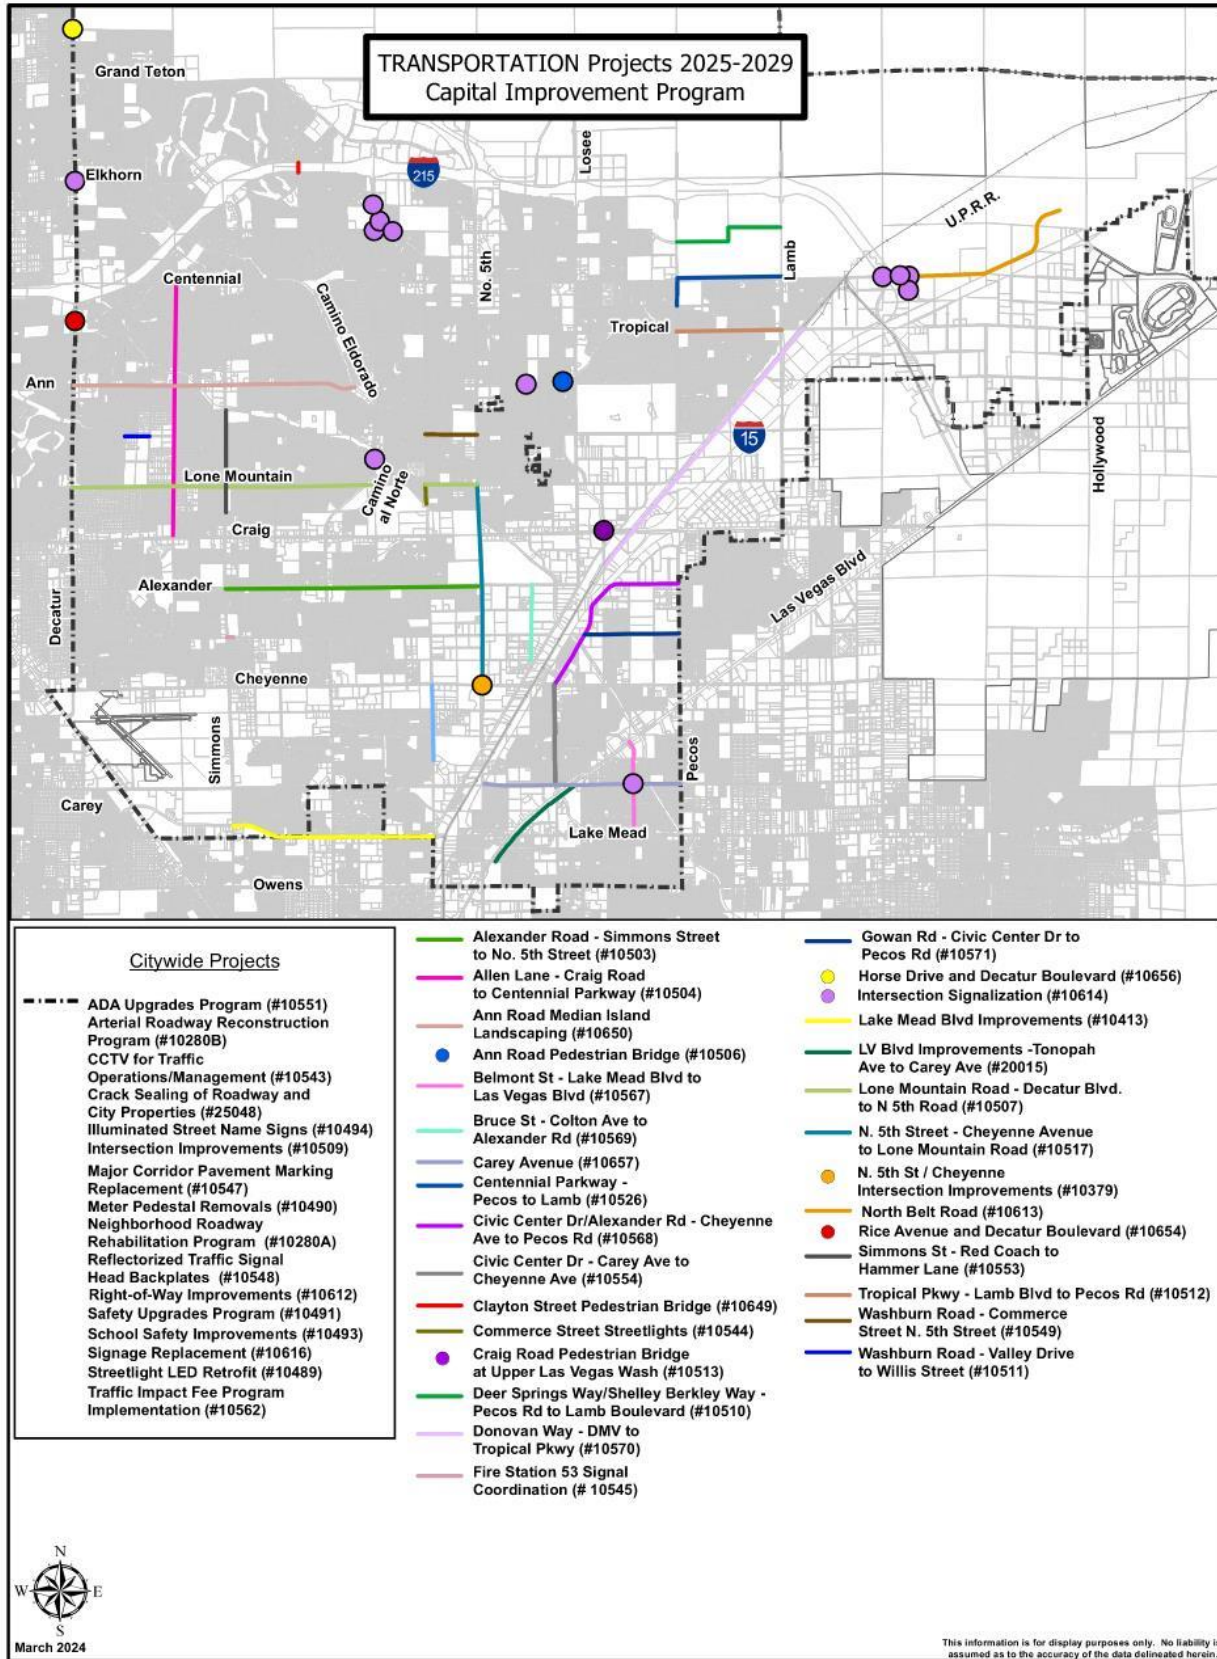 TRANSPORTATION Projects 2025-2029
Capital Improvement Program
Grand Teton
Losee
Elkhorn
215
U.P.R.R.
No. 5th
Lamb
Centennial
Camino Eldorado
Tropical
Ann
15
Hollywood
Lone Mountain
Camino
al Norte
Craig
Las Vegas Blvd
Alexander
Decatur
Cheyenne
Simmons
Pecos
Carey
Lake Mead
Owens
Citywide Projects
ADA Upgrades Program (#10551)
Arterial Roadway Reconstruction
Program (#10280B)
CCTV for Traffic
Operations/Management (#10543)
Crack Sealing of Roadway and
City Properties (#25048)
Illuminated Street Name Signs (#10494)
Intersection Improvements (#10509)
Major Corridor Pavement Marking
Replacement (#10547)
Meter Pedestal Removals (#10490)
Neighborhood Roadway
Rehabilitation Program (#10280A)
Reflectorized Traffic Signal
Head Backplates (#10548)
Right-of-Way Improvements (#10612)
Safety Upgrades Program (#10491)
School Safety Improvements (#10493)
Signage Replacement (#10616)
Streetlight LED Retrofit (#10489)
Traffic Impact Fee Program
Implementation (#10562)
Alexander Road - Simmons Street
to No. 5th Street (#10503)
Allen Lane - Craig Road
to Centennial Parkway (#10504)
Ann Road Median Island
Landscaping (#10650)
Ann Road Pedestrian Bridge (#10506)
Belmont St - Lake Mead Blvd to
Las Vegas Blvd (#10567)
Bruce St - Colton Ave to
Alexander Rd (#10569)
Carey Avenue (#10657)
Centennial Parkway -
Pecos to Lamb (#10526)
Civic Center Dr/Alexander Rd - Cheyenne
Ave to Pecos Rd (#10568)
Civic Center Dr - Carey Ave to
Cheyenne Ave (#10554)
Clayton Street Pedestrian Bridge (#10649)
Commerce Street Streetlights (#10544)
Craig Road Pedestrian Bridge
at Upper Las Vegas Wash (#10513)
Deer Springs Way/Shelley Berkley Way -
Pecos Rd to Lamb Boulevard (#10510)
Donovan Way - DMV to
Tropical Pkwy (#10570)
Fire Station 53 Signal
Coordination (# 10545)
Gowan Rd - Civic Center Dr to
Pecos Rd (#10571)
Horse Drive and Decatur Boulevard (#10656)
Intersection Signalization (#10614)
Lake Mead Blvd Improvements (#10413)
LV Blvd Improvements -Tonopah
Ave to Carey Ave (#20015)
Lone Mountain Road - Decatur Blvd.
to N 5th Road (#10507)
N. 5th Street - Cheyenne Avenue
to Lone Mountain Road (#10517)
N. 5th St / Cheyenne
Intersection Improvements (#10379)
North Belt Road (#10613)
Rice Avenue and Decatur Boulevard (#10654)
Simmons St - Red Coach to
Hammer Lane (#10553)
Tropical Pkwy - Lamb Blvd to Pecos Rd (#10512)
Washburn Road - Commerce
Street N. 5th Street (#10549)
Washburn Road - Valley Drive
to Willis Street (#10511)
N
W E
S
March 2024
This information is for display purposes only. No liability is
assumed as to the accuracy of the data delineated herein.